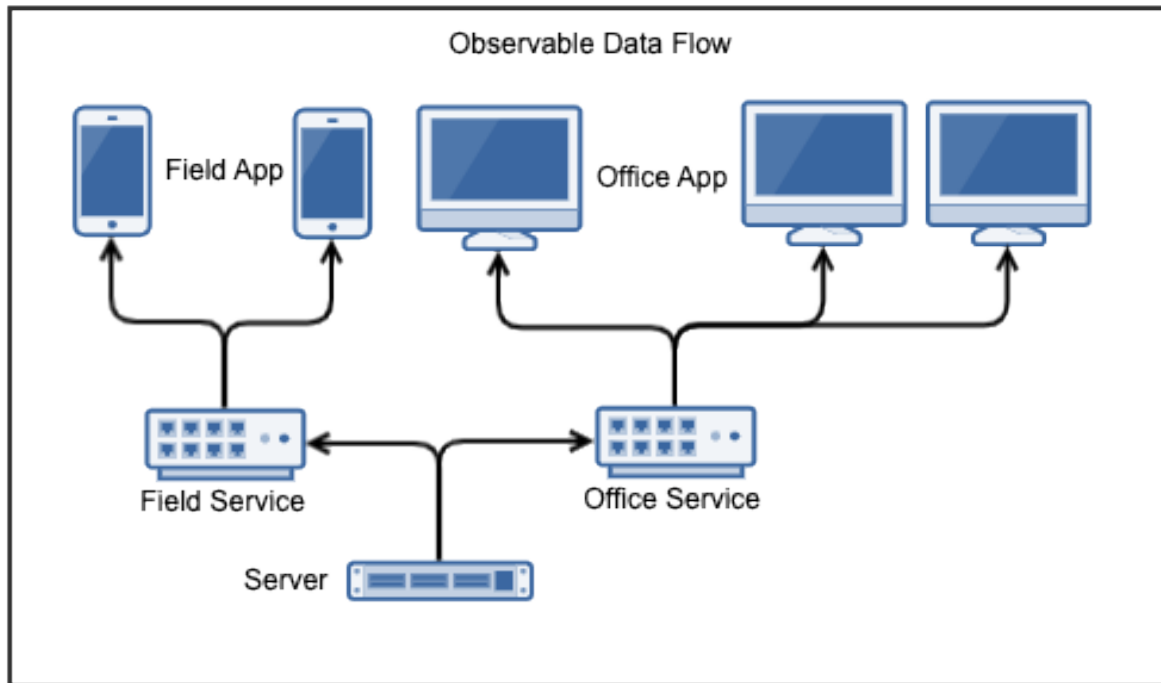 Observable Data Flow
Field App
Office App
Field Service
Office Service
Server